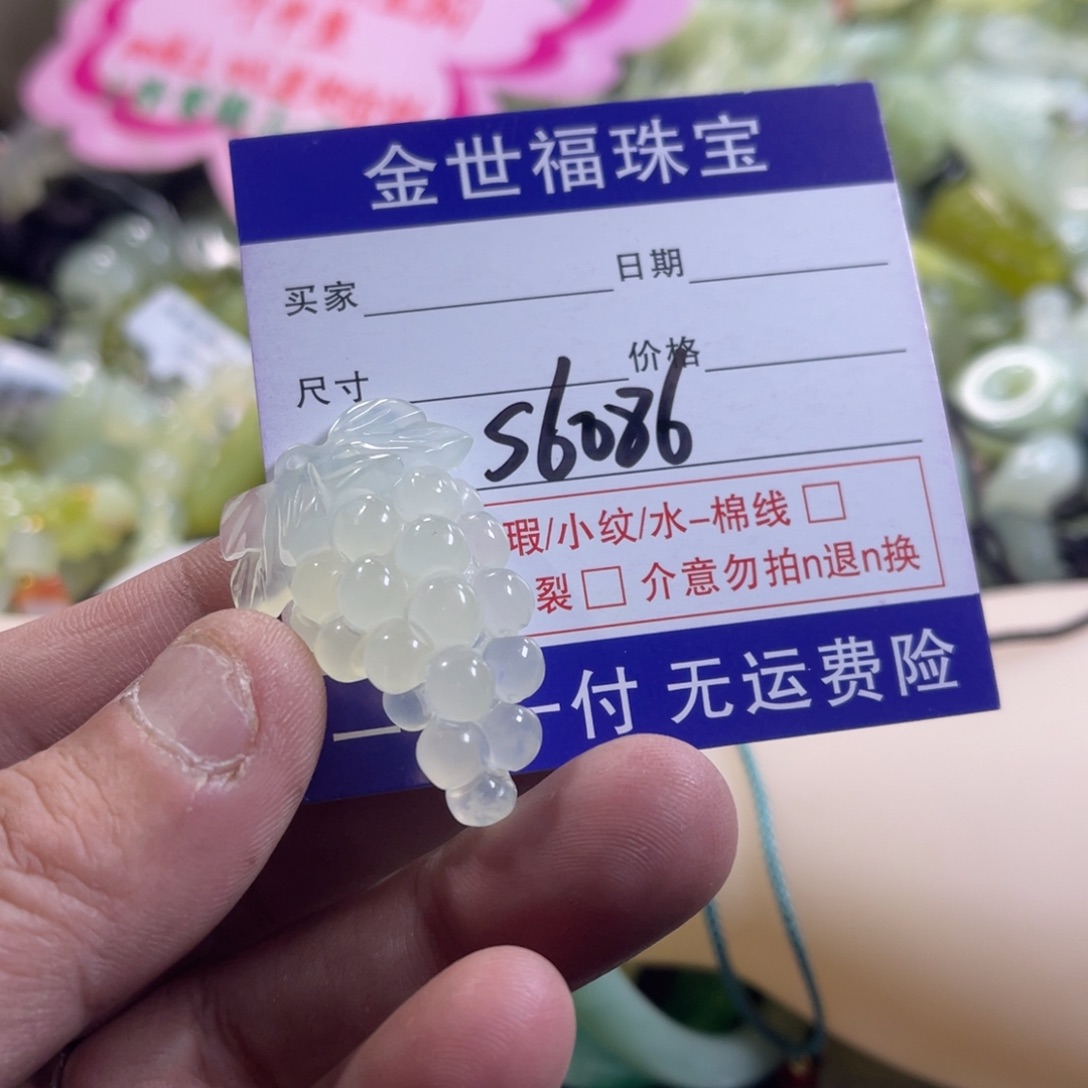 金世福珠宝
买家 日期
尺寸 价格
S6086
瑕/小纹/水-棉线 □
裂 □ 介意勿拍n退n换
一付 无运费险